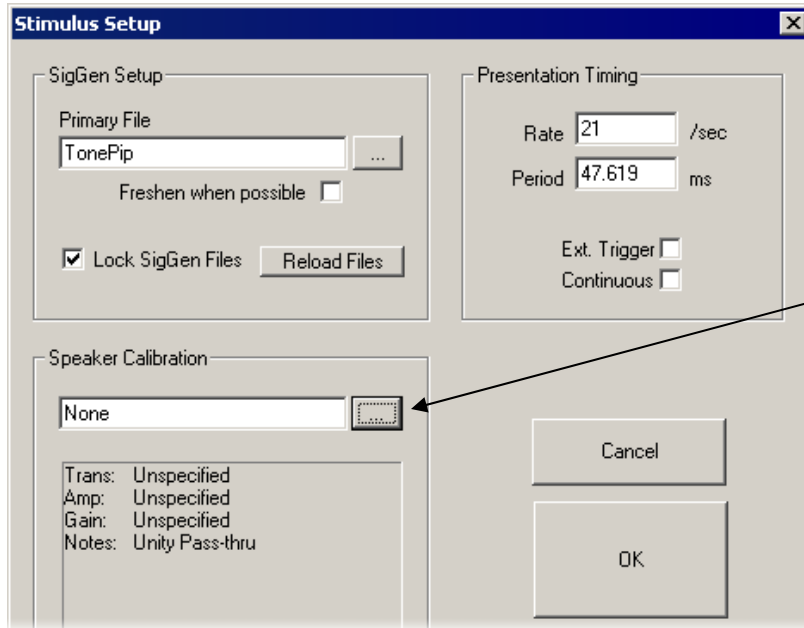 Stimulus Setup
SigGen Setup
Primary File
TonePip
...
Freshen when possible
Lock SigGen Files
Reload Files
Presentation Timing
Rate 21 /sec
Period 47.619 ms
Ext. Trigger
Continuous
Speaker Calibration
None
...
Trans: Unspecified
Amp: Unspecified
Gain: Unspecified
Notes: Unity Pass-thru
Cancel
OK